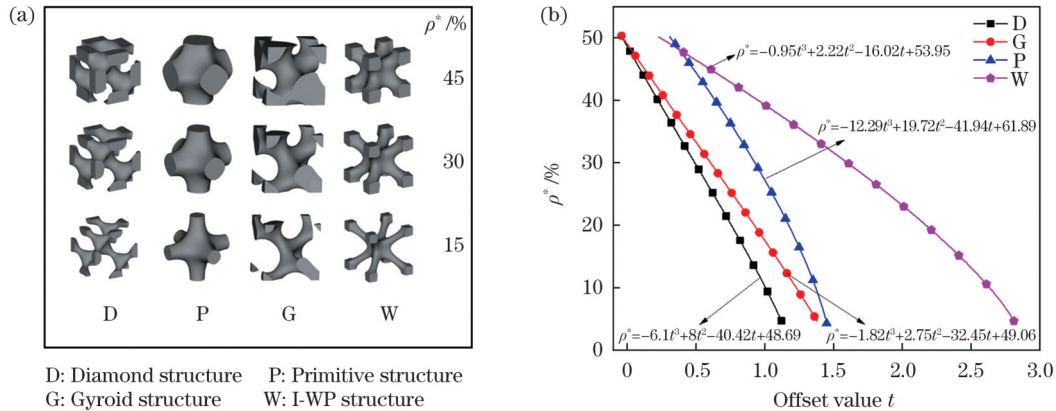 (a)
ρ* /%
45
30
15
D P G W
D: Diamond structure P: Primitive structure
G: Gyroid structure W: I-WP structure
(b)
50
40
30
20
10
0
ρ* /%
D
G
P
W
ρ*=−0.95t³+2.22t²−16.02t+53.95
ρ*=−12.29t³+19.72t²−41.94t+61.89
ρ*=−6.1t³+8t²−40.42t+48.69
ρ*=−1.82t³+2.75t²−32.45t+49.06
0 0.5 1.0 1.5 2.0 2.5 3.0
Offset value t